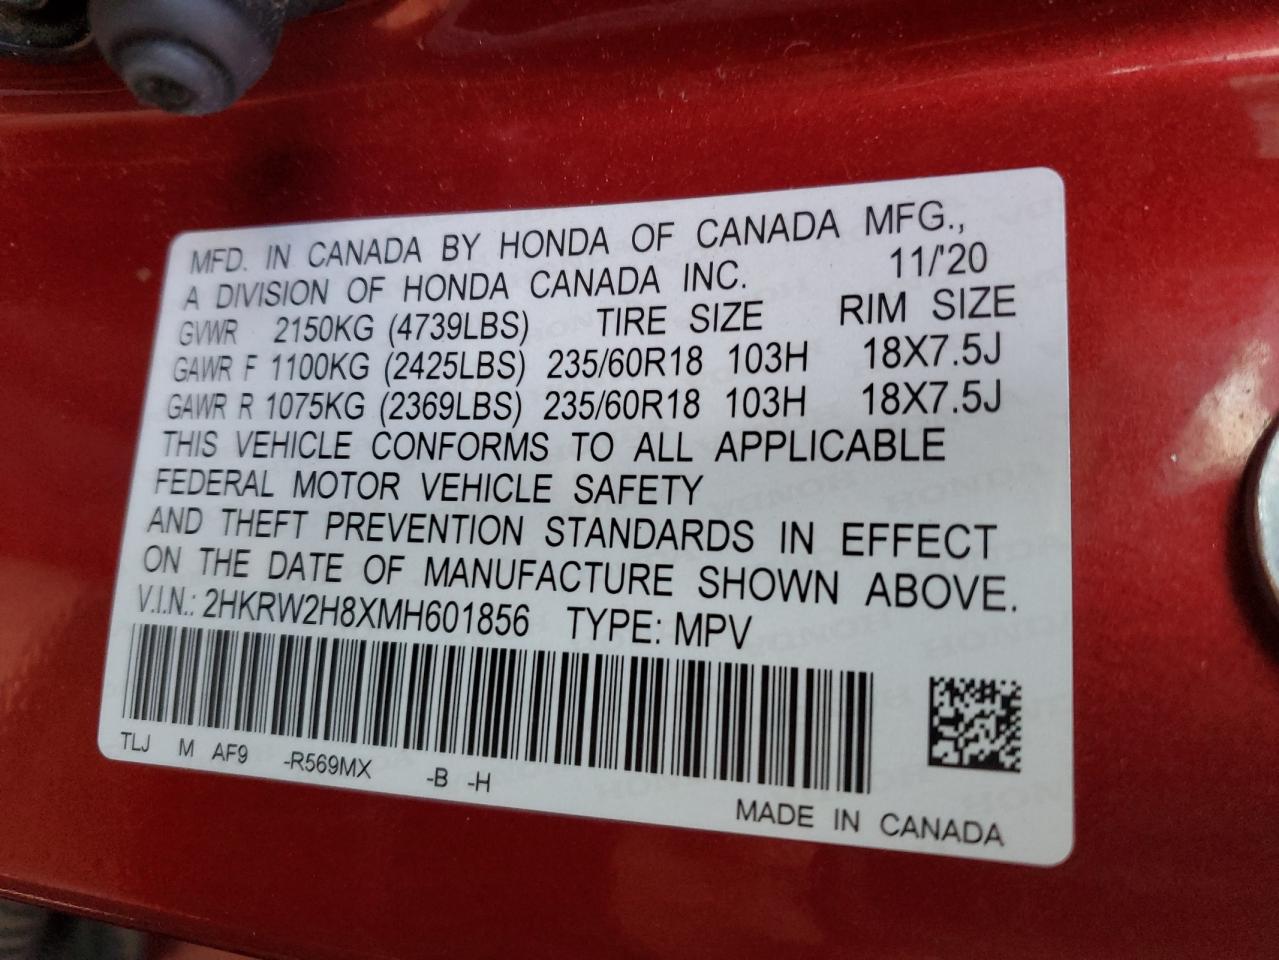 MFD. IN CANADA BY HONDA OF CANADA MFG.,
A DIVISION OF HONDA CANADA INC. 11/'20
GVWR 2150KG (4739LBS) TIRE SIZE RIM SIZE
GAWR F 1100KG (2425LBS) 235/60R18 103H 18X7.5J
GAWR R 1075KG (2369LBS) 235/60R18 103H 18X7.5J
THIS VEHICLE CONFORMS TO ALL APPLICABLE
FEDERAL MOTOR VEHICLE SAFETY
AND THEFT PREVENTION STANDARDS IN EFFECT
ON THE DATE OF MANUFACTURE SHOWN ABOVE.
V.I.N.: 2HKRW2H8XMH601856 TYPE: MPV
TLJ M AF9 -R569MX -B -H
MADE IN CANADA